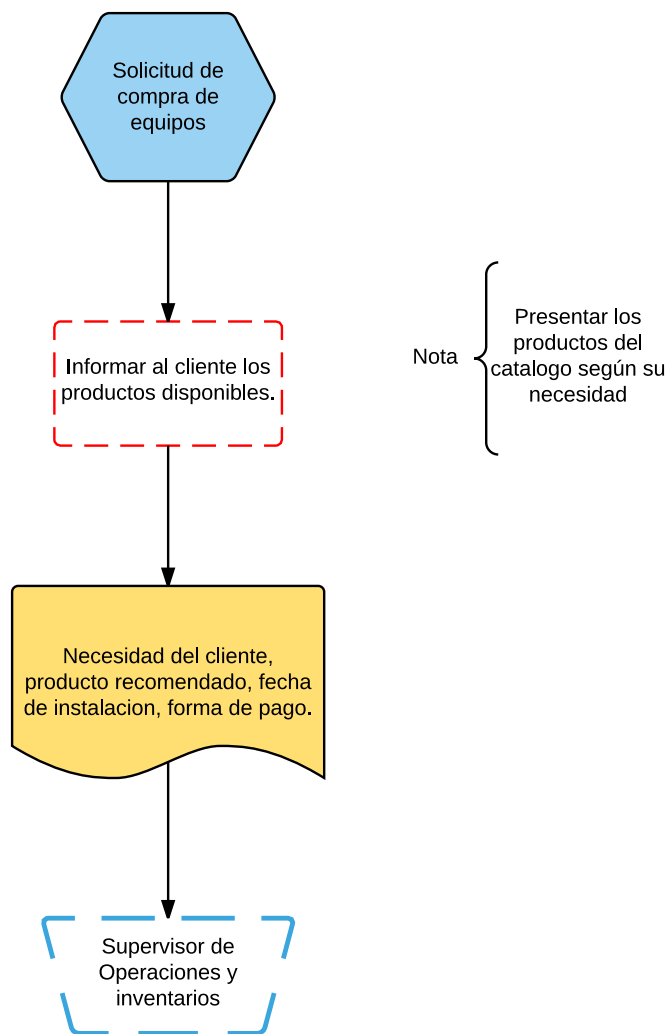 Solicitud de
compra de
equipos
Informar al cliente los
productos disponibles.
Nota
Presentar los
productos del
catalogo según su
necesidad
Necesidad del cliente,
producto recomendado, fecha
de instalacion, forma de pago.
Supervisor de
Operaciones y
inventarios